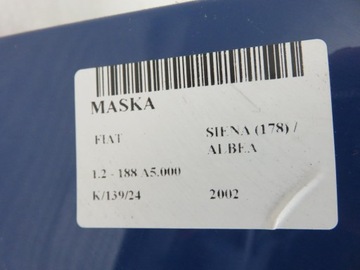 MASKA
FIAT SIENA (178) / ALBEA
1.2 - 188 A5.000
K/139/24 2002